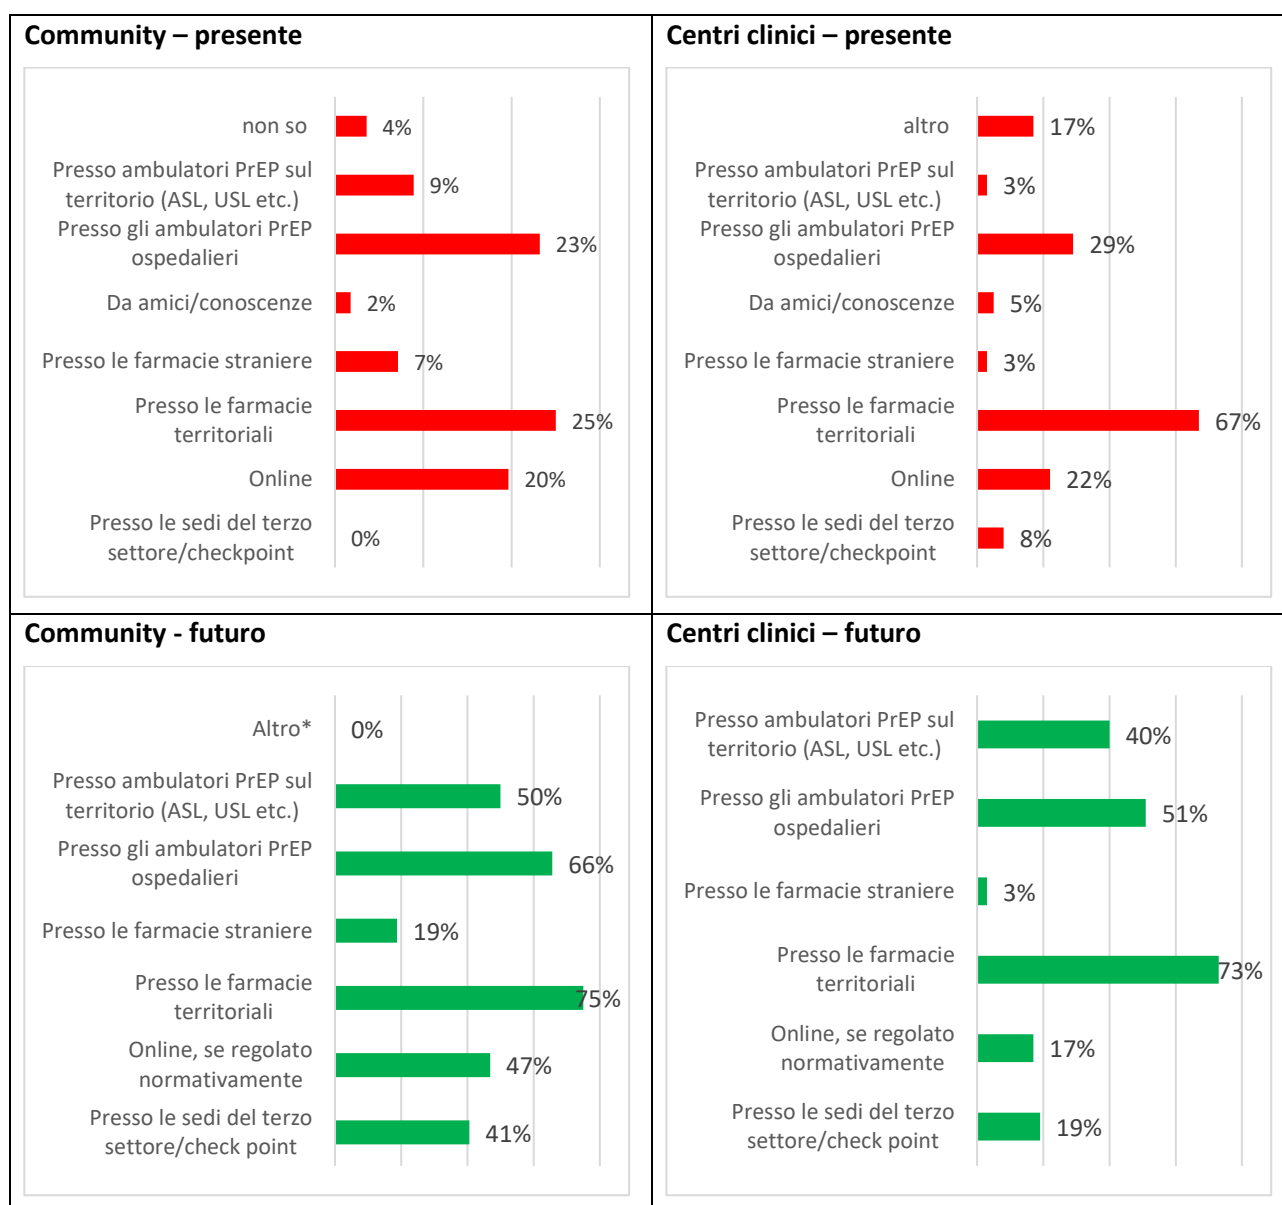 Community – presente
non so
4%
Presso ambulatori PrEP sul
territorio (ASL, USL etc.)
9%
Presso gli ambulatori PrEP
ospedalieri
23%
Da amici/conoscenze
2%
Presso le farmacie straniere
7%
Presso le farmacie
territoriali
25%
Online
20%
Presso le sedi del terzo
settore/checkpoint
0%
Centri clinici – presente
altro
17%
Presso ambulatori PrEP sul
territorio (ASL, USL etc.)
3%
Presso gli ambulatori PrEP
ospedalieri
29%
Da amici/conoscenze
5%
Presso le farmacie straniere
3%
Presso le farmacie
territoriali
67%
Online
22%
Presso le sedi del terzo
settore/checkpoint
8%
Community - futuro
Altro*
0%
Presso ambulatori PrEP sul
territorio (ASL, USL etc.)
50%
Presso gli ambulatori PrEP
ospedalieri
66%
Presso le farmacie straniere
19%
Presso le farmacie
territoriali
75%
Online, se regolato
normativamente
47%
Presso le sedi del terzo
settore/check point
41%
Centri clinici – futuro
Presso ambulatori PrEP sul
territorio (ASL, USL etc.)
40%
Presso gli ambulatori PrEP
ospedalieri
51%
Presso le farmacie straniere
3%
Presso le farmacie
territoriali
73%
Online, se regolato
normativamente
17%
Presso le sedi del terzo
settore/check point
19%